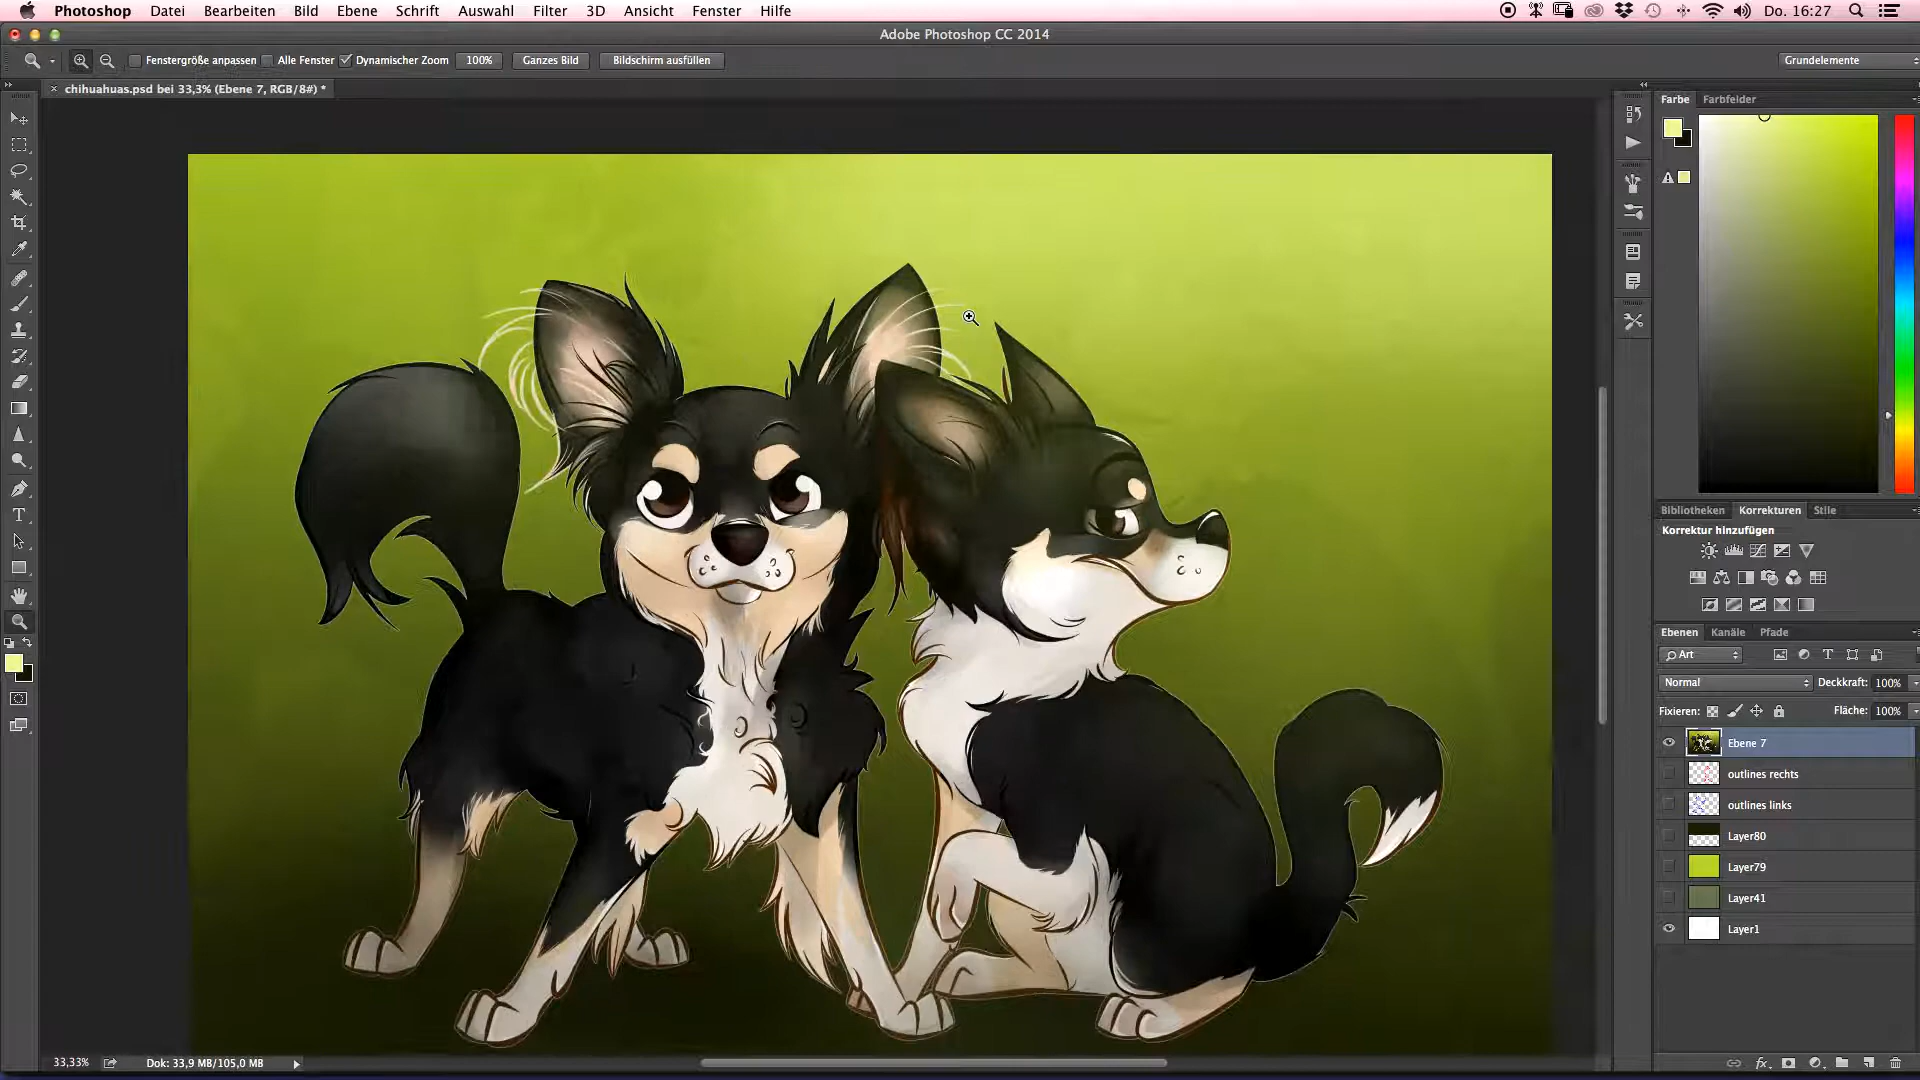 Photoshop Datei Bearbeiten Bild Ebene Schrift Auswahl Filter 3D Ansicht Fenster Hilfe Do. 16:27
Adobe Photoshop CC 2014
Fenstergröße anpassen Alle Fenster Dynamischer Zoom 100% Ganzes Bild Bildschirm ausfüllen Grundelemente
chihuahuas.psd bei 33,3% (Ebene 7, RGB/8#) *
Farbe Farbfelder
Bibliotheken Korrekturen Stile
Korrektur hinzufügen
Ebenen Kanäle Pfade
Art
Normal Deckkraft: 100%
Fixieren: Fläche: 100%
Ebene 7
outlines rechts
outlines links
Layer80
Layer79
Layer41
Layer1
33,33% Dok: 33,9 MB/105,0 MB